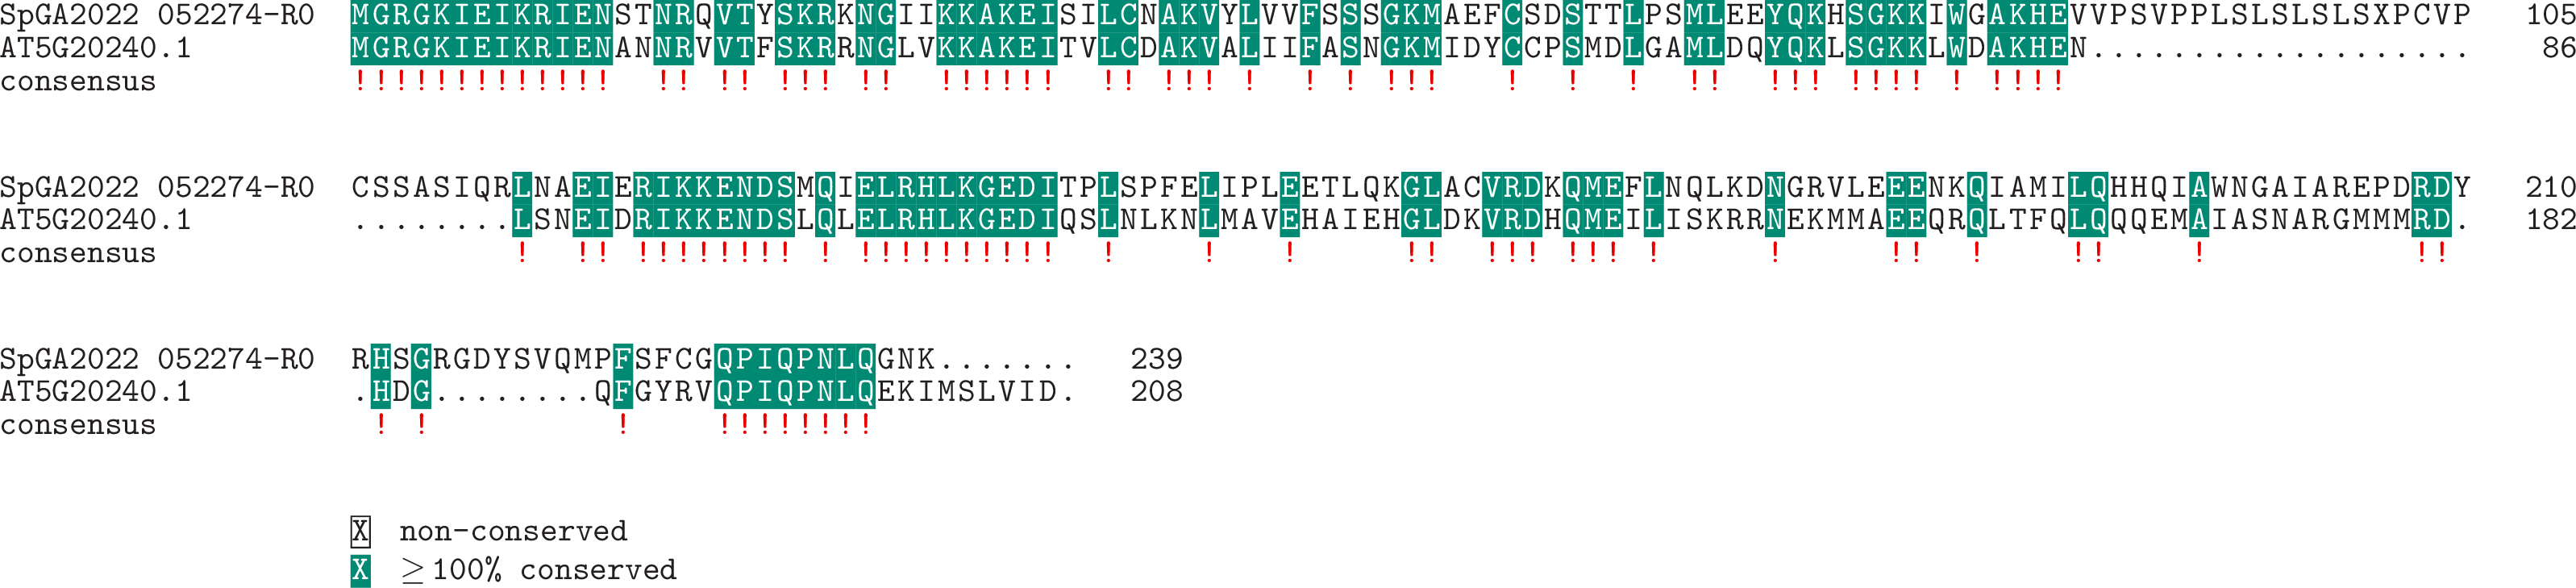 SpGA2022 052274-R0 MGRGKIEIKRIENSTNRQVTYSKRKNGIIKKAKEISILCNAKVYLVVFSSSGKMAEFCSDSTTLPSMLEEYQKHSGKKIWGAKHEVVPSVPPLSLSLSLSXPCVP 105
AT5G20240.1 MGRGKIEIKRIENANNRVVTFSKRRNGLVKKAKEITVLCDAKVALIIFASNGKMIDYCCPSMDLGAMLDQYQKLSGKKLWDAKHEN................... 86
consensus !!!!!!!!!!!!! !! !! !!! !! !!!!!! !! !!! ! ! ! !!! ! ! ! !! !!! !!!! ! !!!!
SpGA2022 052274-R0 CSSASIQRLNAEIERIKKENDSMQIELRHLKGEDITPLSPFELIPLEETLQKGLACVRDKQMEFLNQLKDNGRVLEEENKQIAMILQHHQIAWNGAIAREPDRDY 210
AT5G20240.1 ........LSNEIDRIKKENDSLQLELRHLKGEDIQSLNLKNLMAVEHAIEHGLDKVRDHQMEILISKRRNEKMMAEEQRQLTFQLQQQEMAIASNARGMMMRD. 182
consensus ! !! !!!!!!!! ! !!!!!!!!!! ! ! ! !! !!! !!! ! ! !! ! !! ! !!
SpGA2022 052274-R0 RHSGRGDYSVQMPFSFCGQPIQPNLQGNK....... 239
AT5G20240.1 .HDG........QFGYRVQPIQPNLQEKIMSLVID. 208
consensus ! ! ! !!!!!!!!
X non-conserved
X ≥100% conserved